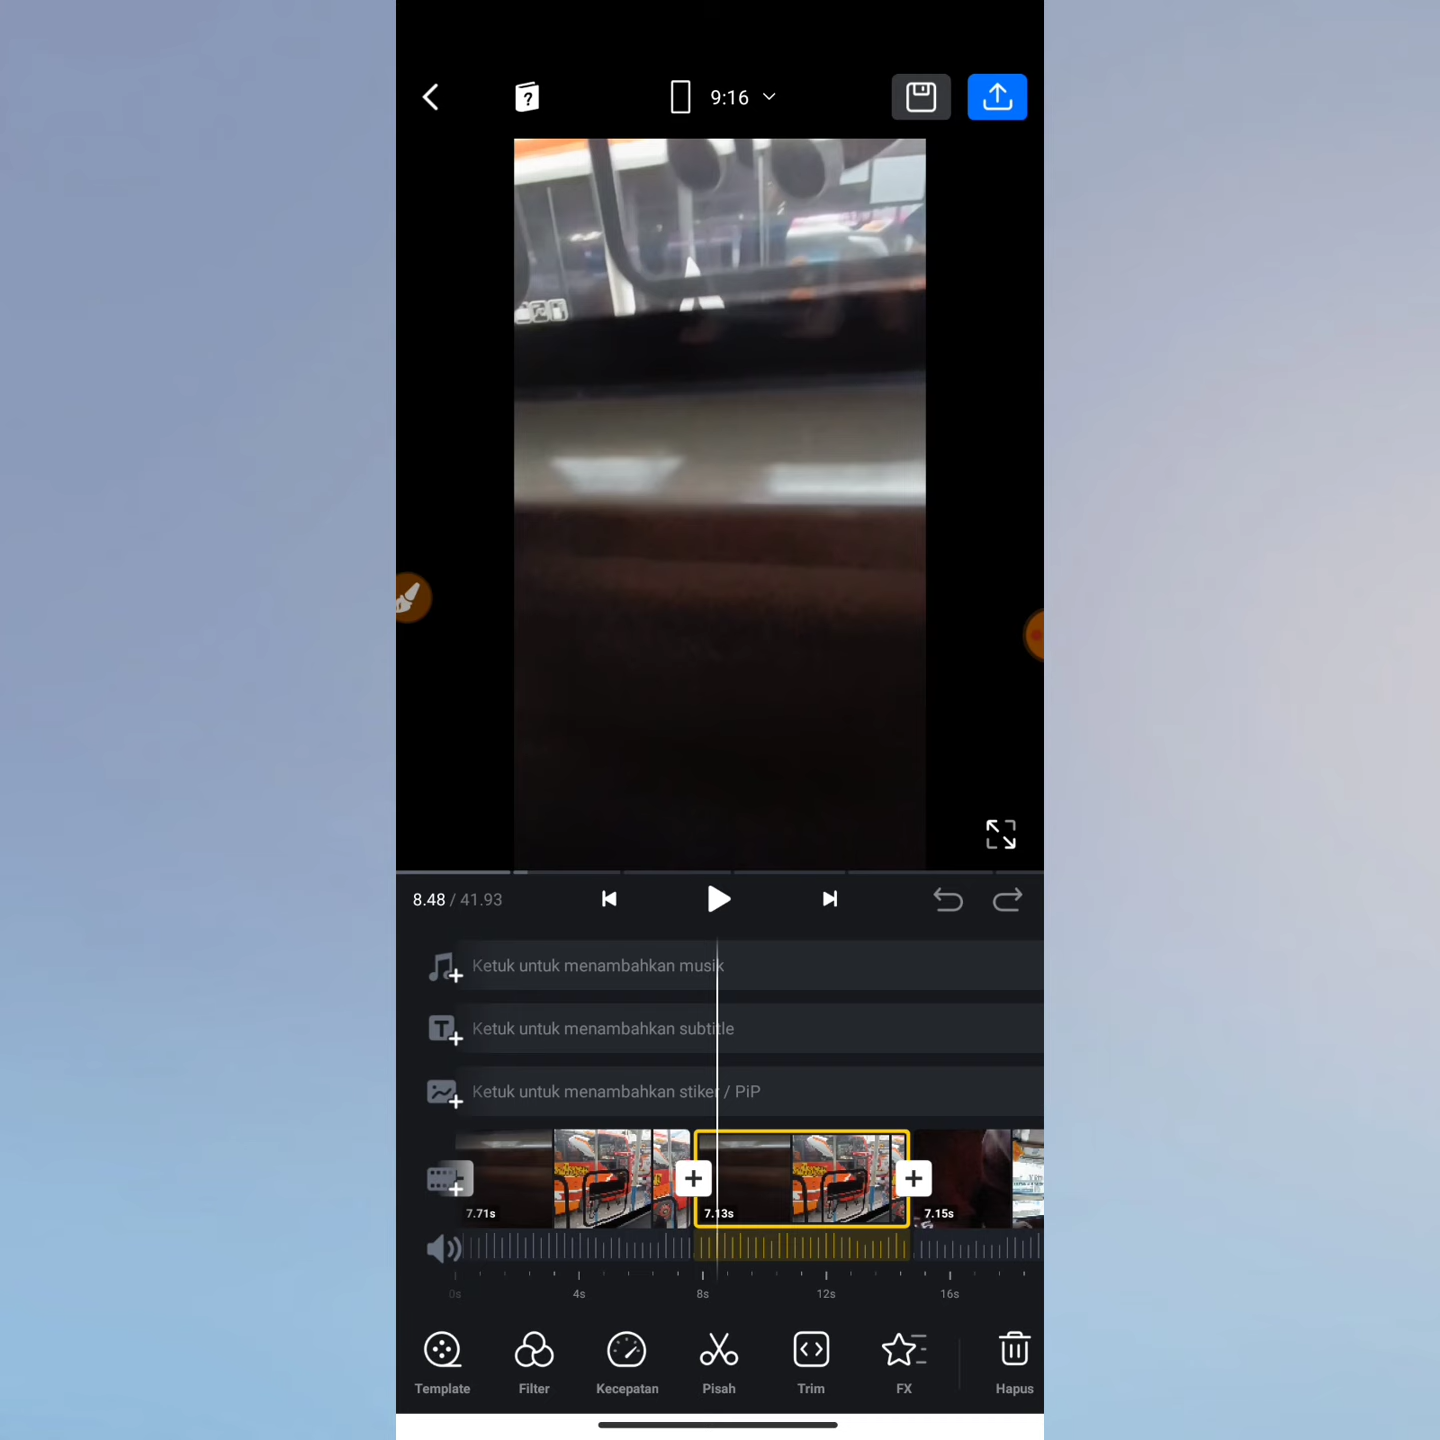 9:16
8.48 / 41.93
Ketuk untuk menambahkan musik
Ketuk untuk menambahkan subtitle
Ketuk untuk menambahkan stiker / PiP
7.71s
7.13s
7.15s
0s
4s
8s
12s
16s
Template
Filter
Kecepatan
Pisah
Trim
FX
Hapus